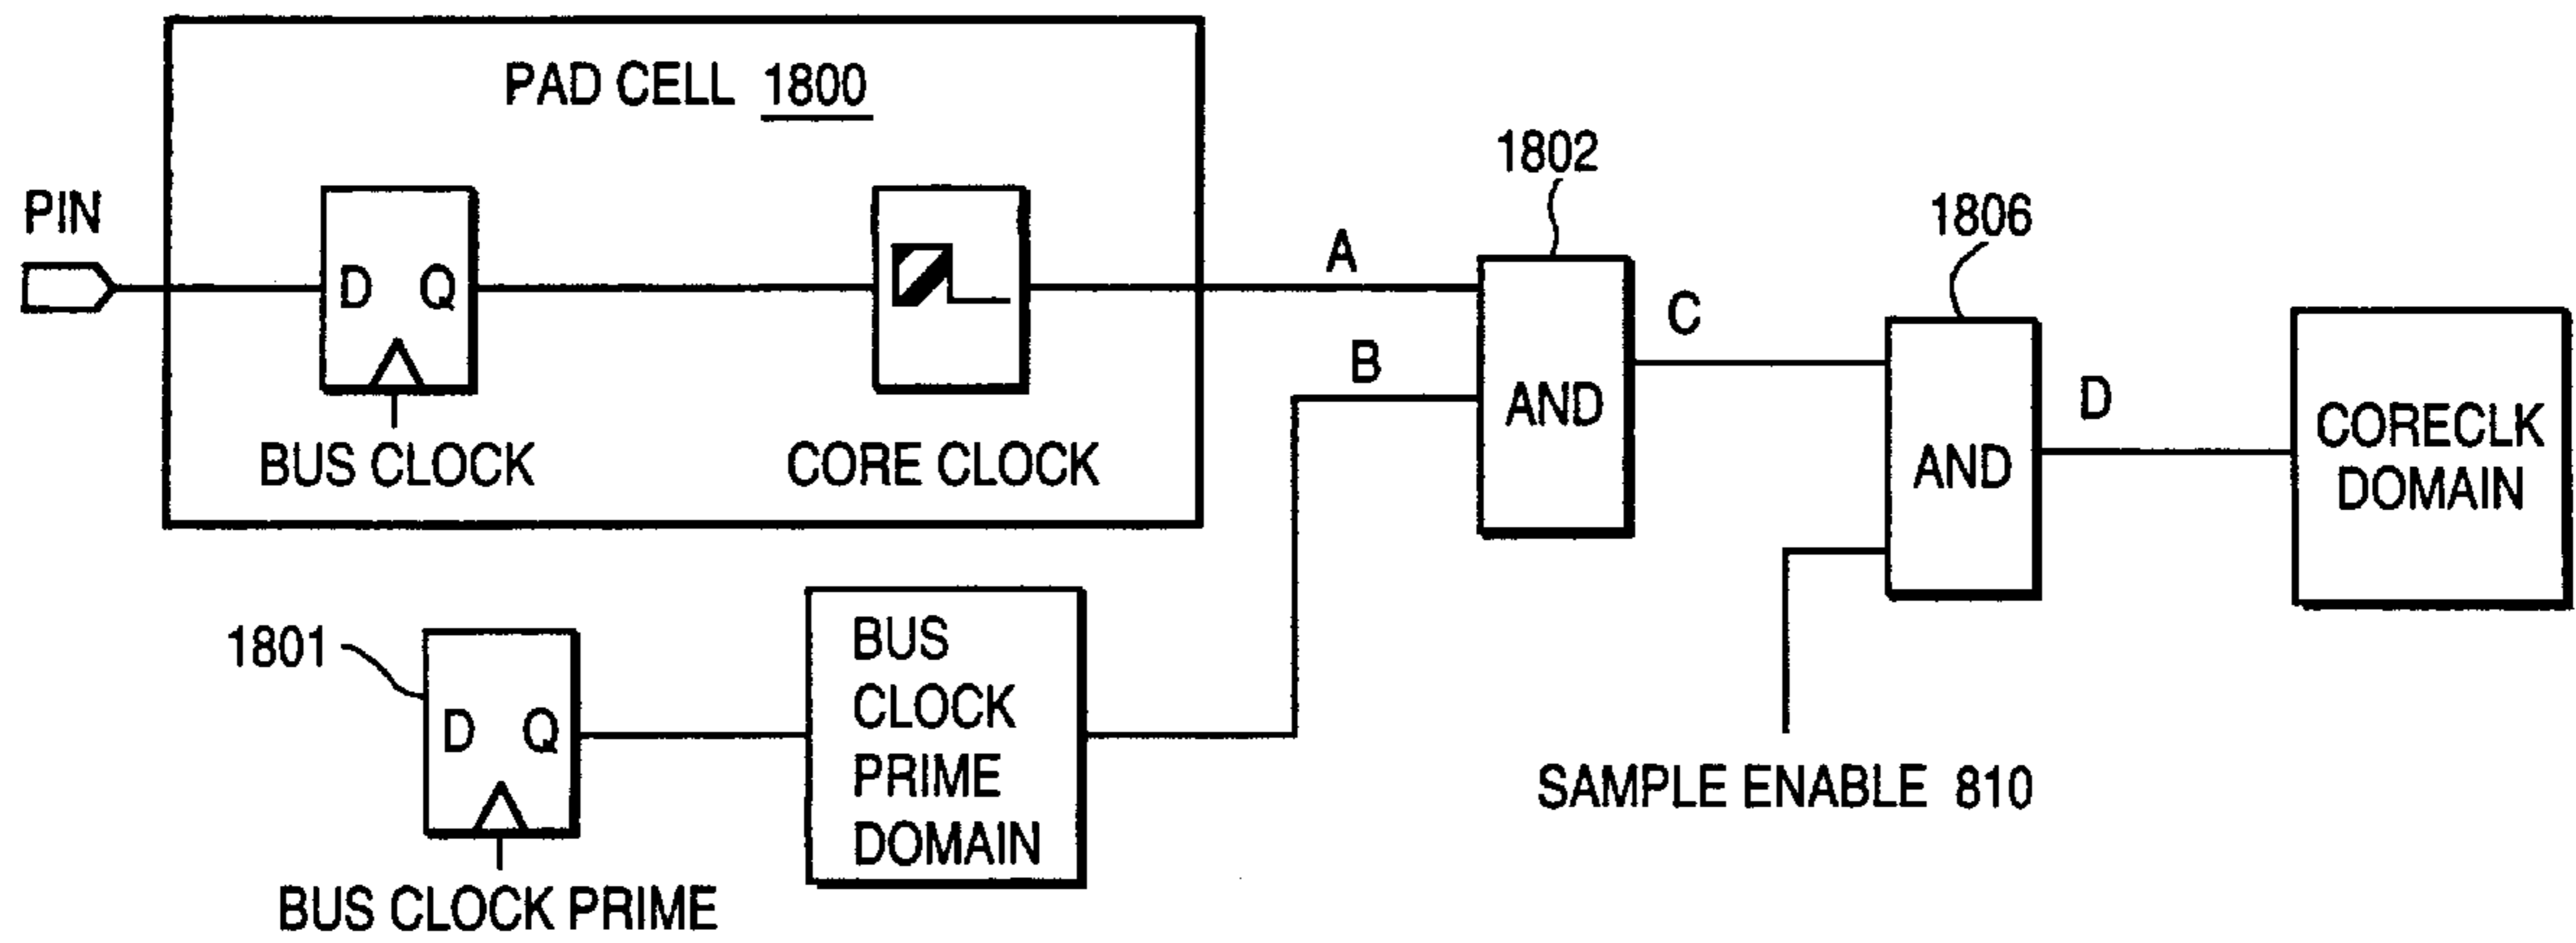 PAD CELL 1800
PIN
D Q
BUS CLOCK
CORE CLOCK
A
B
1802
AND
C
1806
AND
D
CORECLK
DOMAIN
1801
D Q
BUS CLOCK PRIME
BUS
CLOCK
PRIME
DOMAIN
SAMPLE ENABLE 810